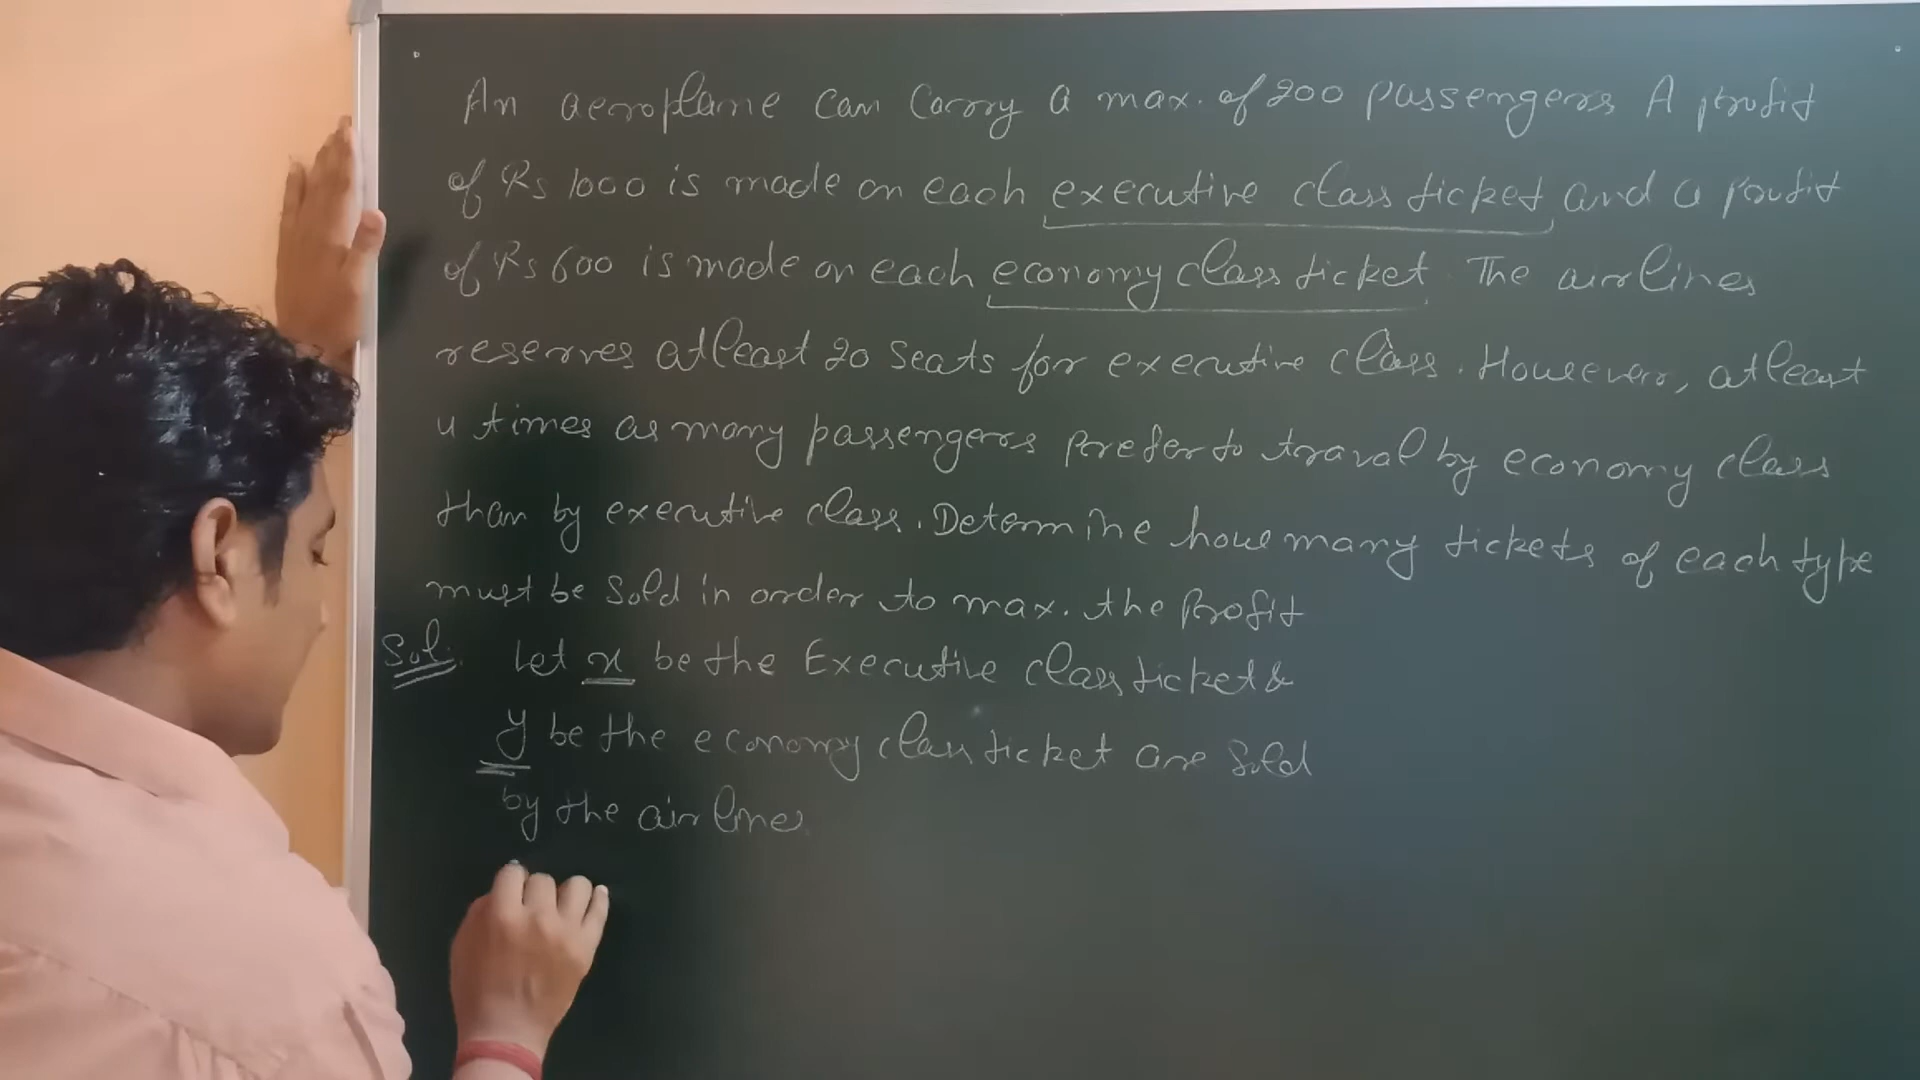 An aeroplane can carry a max. of 200 passengers A profit
of Rs 1000 is made on each executive class ticket and a profit
of Rs 600 is made on each economy class ticket. The airlines
reserves atleast 20 seats for executive class. However, atleast
4 times as many passengers prefer to traval by economy class
than by executive class. Determine how many tickets of each type
must be sold in order to max. the profit
Sol. Let x be the Executive class ticket &
y be the economy class ticket are sold
by the airlines